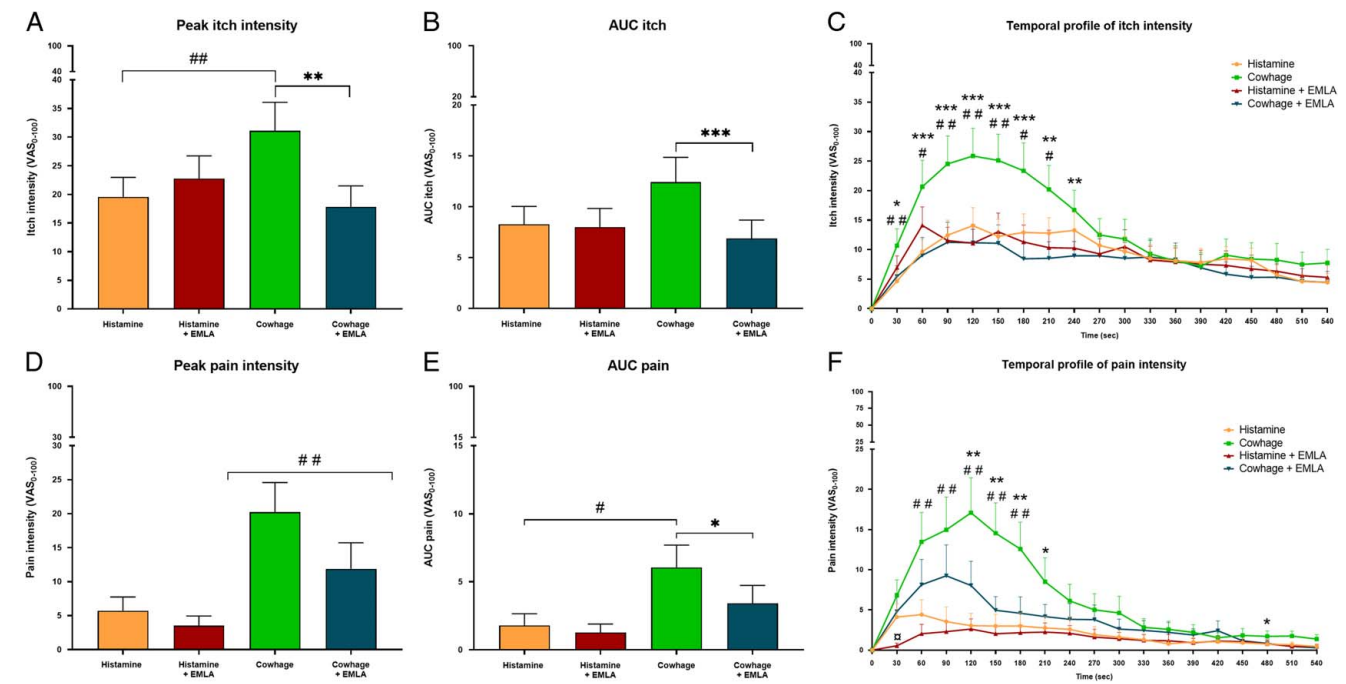 A
Peak itch intensity
Itch intensity (VAS0-100)
100
40
40
35
30
25
20
15
10
5
0
##
**
Histamine
Histamine
+ EMLA
Cowhage
Cowhage
+ EMLA
B
AUC itch
AUC itch (VAS0-100)
100
20
20
15
10
5
0
***
Histamine
Histamine
+ EMLA
Cowhage
Cowhage
+ EMLA
C
Temporal profile of itch intensity
Itch intensity (VAS0-100)
100
40
40
35
30
25
20
15
10
5
0
Histamine
Cowhage
Histamine + EMLA
Cowhage + EMLA
*
# #
***
#
***
# #
***
# #
***
# #
***
#
**
#
**
0 30 60 90 120 150 180 210 240 270 300 330 360 390 420 450 480 510 540
Time (sec)
D
Peak pain intensity
Pain intensity (VAS0-100)
100
30
30
25
20
15
10
5
0
# #
Histamine
Histamine
+ EMLA
Cowhage
Cowhage
+ EMLA
E
AUC pain
AUC pain (VAS0-100)
100
15
15
10
5
0
#
*
Histamine
Histamine
+ EMLA
Cowhage
Cowhage
+ EMLA
F
Temporal profile of pain intensity
Pain intensity (VAS0-100)
100
75
50
25
25
20
15
10
5
0
Histamine
Cowhage
Histamine + EMLA
Cowhage + EMLA
¤
# #
# #
**
# #
**
# #
**
# #
*
*
0 30 60 90 120 150 180 210 240 270 300 330 360 390 420 450 480 510 540
Time (sec)